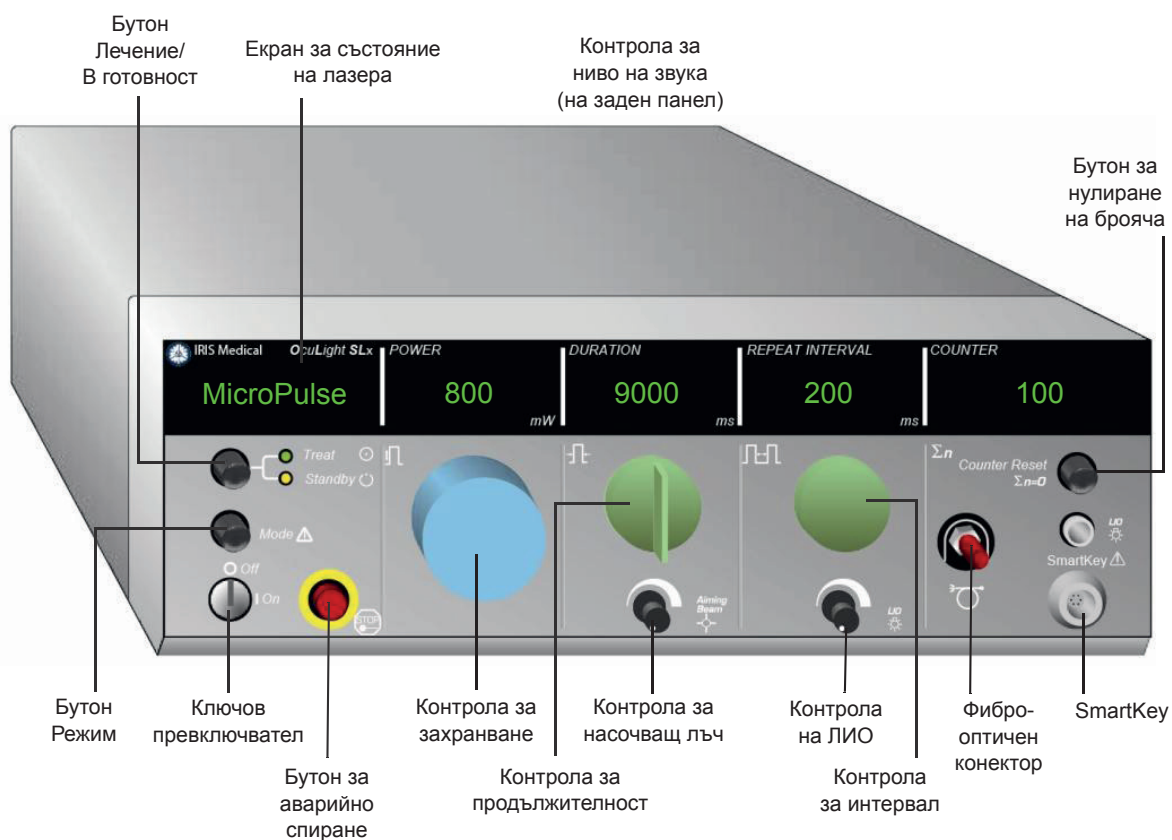 Бутон
Лечение/
В готовност
Екран за състояние
на лазера
Контрола за
ниво на звука
(на заден панел)
Бутон за
нулиране
на брояча
IRIS Medical
OcuLight SLx
POWER
DURATION
REPEAT INTERVAL
COUNTER
MicroPulse
800
9000
200
100
mW
ms
ms
Treat
Standby
Mode
Off
On
STOP
Aiming
Beam
LIO
Σn
Counter Reset
Σn=0
LIO
SmartKey
Бутон
Режим
Ключов
превключвател
Бутон за
аварийно
спиране
Контрола за
захранване
Контрола за
насочващ лъч
Контрола за
продължителност
Контрола
на ЛИО
Контрола
за интервал
Фибро-
оптичен
конектор
SmartKey